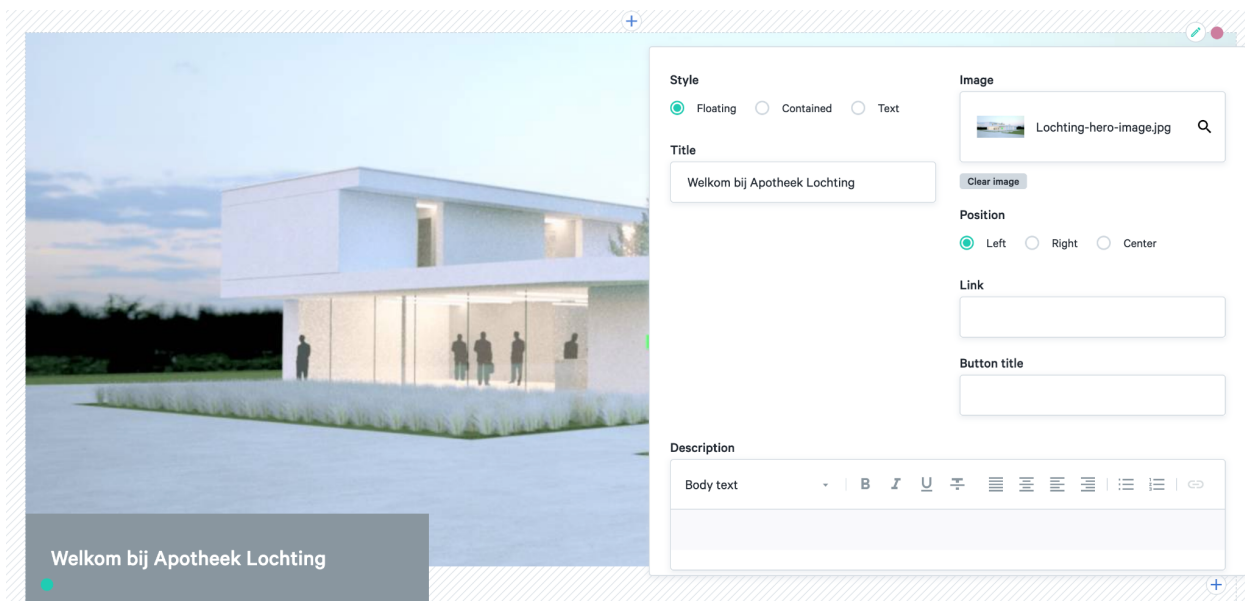 Style
Floating Contained Text
Title
Welkom bij Apotheek Lochting
Image
Lochting-hero-image.jpg
Clear image
Position
Left Right Center
Link
Button title
Description
Body text B I U T
Welkom bij Apotheek Lochting